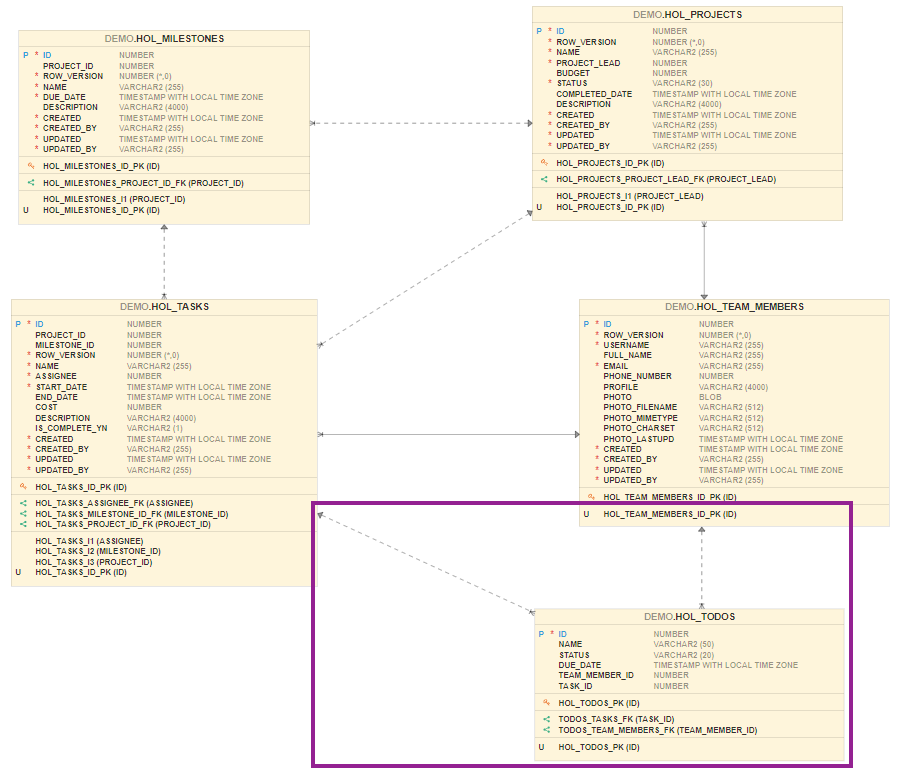 DEMO.HOL_MILESTONES
P * ID NUMBER
PROJECT_ID NUMBER
* ROW_VERSION NUMBER (*,0)
* NAME VARCHAR2 (255)
* DUE_DATE TIMESTAMP WITH LOCAL TIME ZONE
DESCRIPTION VARCHAR2 (4000)
* CREATED TIMESTAMP WITH LOCAL TIME ZONE
* CREATED_BY VARCHAR2 (255)
* UPDATED TIMESTAMP WITH LOCAL TIME ZONE
* UPDATED_BY VARCHAR2 (255)
HOL_MILESTONES_ID_PK (ID)
HOL_MILESTONES_PROJECT_ID_FK (PROJECT_ID)
HOL_MILESTONES_I1 (PROJECT_ID)
U HOL_MILESTONES_ID_PK (ID)
DEMO.HOL_PROJECTS
P * ID NUMBER
* ROW_VERSION NUMBER (*,0)
* NAME VARCHAR2 (255)
* PROJECT_LEAD NUMBER
BUDGET NUMBER
* STATUS VARCHAR2 (30)
COMPLETED_DATE TIMESTAMP WITH LOCAL TIME ZONE
DESCRIPTION VARCHAR2 (4000)
* CREATED TIMESTAMP WITH LOCAL TIME ZONE
* CREATED_BY VARCHAR2 (255)
* UPDATED TIMESTAMP WITH LOCAL TIME ZONE
* UPDATED_BY VARCHAR2 (255)
HOL_PROJECTS_ID_PK (ID)
HOL_PROJECTS_PROJECT_LEAD_FK (PROJECT_LEAD)
HOL_PROJECTS_I1 (PROJECT_LEAD)
U HOL_PROJECTS_ID_PK (ID)
DEMO.HOL_TASKS
P * ID NUMBER
PROJECT_ID NUMBER
MILESTONE_ID NUMBER
* ROW_VERSION NUMBER (*,0)
* NAME VARCHAR2 (255)
* ASSIGNEE NUMBER
* START_DATE TIMESTAMP WITH LOCAL TIME ZONE
END_DATE TIMESTAMP WITH LOCAL TIME ZONE
COST NUMBER
DESCRIPTION VARCHAR2 (4000)
IS_COMPLETE_YN VARCHAR2 (1)
* CREATED TIMESTAMP WITH LOCAL TIME ZONE
* CREATED_BY VARCHAR2 (255)
* UPDATED TIMESTAMP WITH LOCAL TIME ZONE
* UPDATED_BY VARCHAR2 (255)
HOL_TASKS_ID_PK (ID)
HOL_TASKS_ASSIGNEE_FK (ASSIGNEE)
HOL_TASKS_MILESTONE_ID_FK (MILESTONE_ID)
HOL_TASKS_PROJECT_ID_FK (PROJECT_ID)
HOL_TASKS_I1 (ASSIGNEE)
HOL_TASKS_I2 (MILESTONE_ID)
HOL_TASKS_I3 (PROJECT_ID)
U HOL_TASKS_ID_PK (ID)
DEMO.HOL_TEAM_MEMBERS
P * ID NUMBER
* ROW_VERSION NUMBER (*,0)
* USERNAME VARCHAR2 (255)
FULL_NAME VARCHAR2 (255)
* EMAIL VARCHAR2 (255)
PHONE_NUMBER NUMBER
PROFILE VARCHAR2 (4000)
PHOTO BLOB
PHOTO_FILENAME VARCHAR2 (512)
PHOTO_MIMETYPE VARCHAR2 (512)
PHOTO_CHARSET VARCHAR2 (512)
PHOTO_LASTUPD TIMESTAMP WITH LOCAL TIME ZONE
* CREATED TIMESTAMP WITH LOCAL TIME ZONE
* CREATED_BY VARCHAR2 (255)
* UPDATED TIMESTAMP WITH LOCAL TIME ZONE
* UPDATED_BY VARCHAR2 (255)
HOL_TEAM_MEMBERS_ID_PK (ID)
U HOL_TEAM_MEMBERS_ID_PK (ID)
DEMO.HOL_TODOS
P * ID NUMBER
NAME VARCHAR2 (50)
STATUS VARCHAR2 (20)
DUE_DATE TIMESTAMP WITH LOCAL TIME ZONE
TEAM_MEMBER_ID NUMBER
TASK_ID NUMBER
HOL_TODOS_PK (ID)
TODOS_TASKS_FK (TASK_ID)
TODOS_TEAM_MEMBERS_FK (TEAM_MEMBER_ID)
U HOL_TODOS_PK (ID)